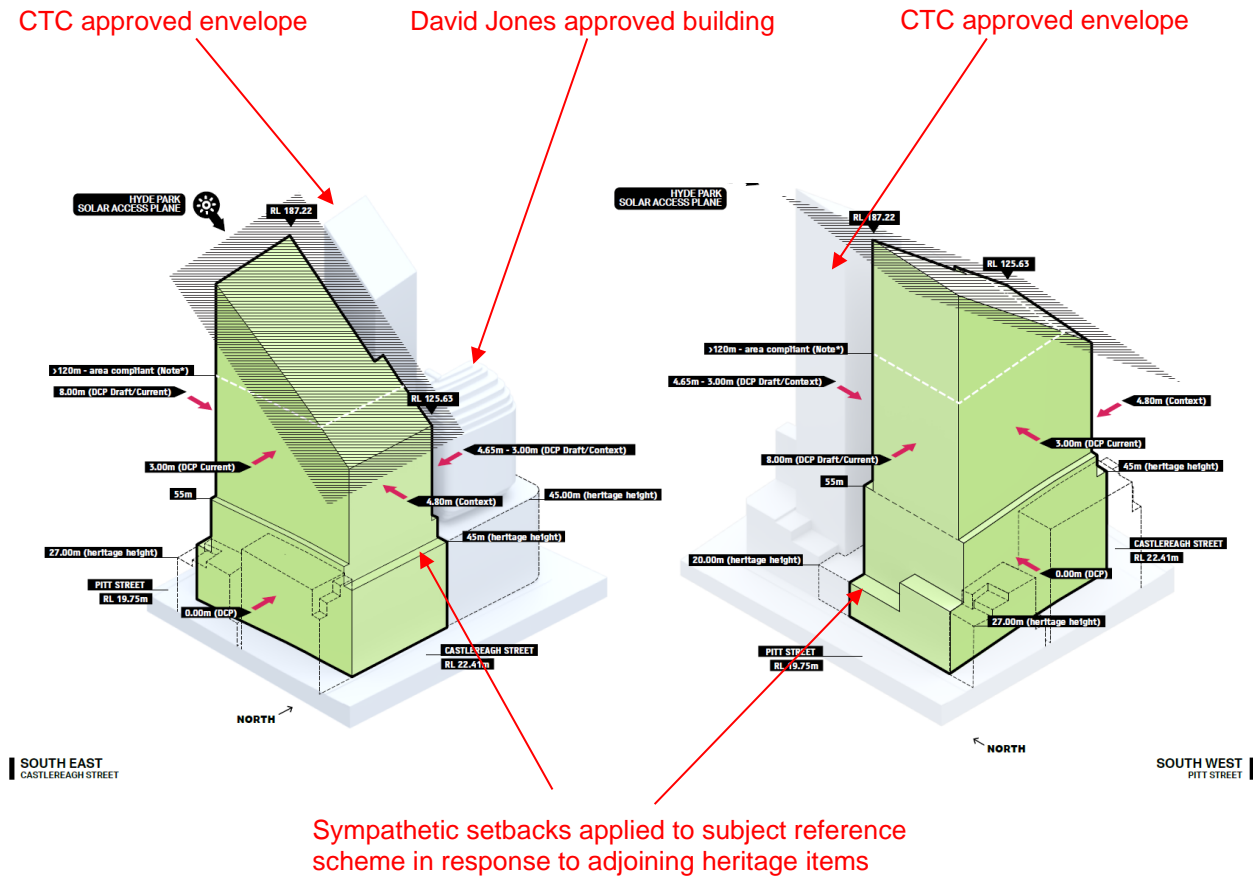 CTC approved envelope
David Jones approved building
CTC approved envelope
HYDE PARK
SOLAR ACCESS PLANE
RL 187.22
>120m - area compliant (Note*)
8.00m (DCP Draft/Current)
RL 125.63
3.00m (DCP Current)
4.65m - 3.00m (DCP Draft/Context)
55m
4.80m (Context)
45.00m (heritage height)
45m (heritage height)
27.00m (heritage height)
PITT STREET
RL 19.75m
0.00m (DCP)
CASTLEREAGH STREET
RL 22.41m
NORTH
SOUTH EAST
CASTLEREAGH STREET
HYDE PARK
SOLAR ACCESS PLANE
RL 187.22
RL 125.63
>120m - area compliant (Note*)
4.65m - 3.00m (DCP Draft/Context)
4.80m (Context)
3.00m (DCP Current)
8.00m (DCP Draft/Current)
45m (heritage height)
55m
CASTLEREAGH STREET
RL 22.41m
20.00m (heritage height)
0.00m (DCP)
27.00m (heritage height)
PITT STREET
RL 19.75m
NORTH
SOUTH WEST
PITT STREET
Sympathetic setbacks applied to subject reference
scheme in response to adjoining heritage items